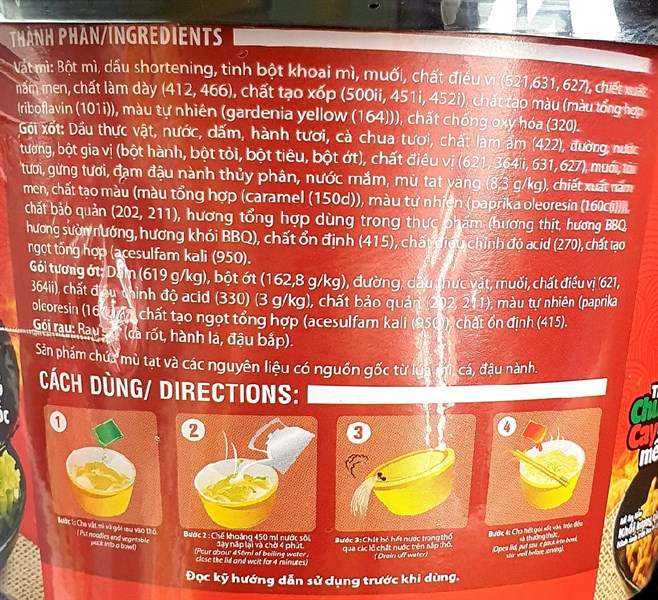 THÀNH PHẦN/INGREDIENTS
Vắt mì: Bột mì, dầu shortening, tinh bột khoai mì, muối, chất điều vị (621,631, 627), chiết xuất
nấm men, chất làm dày (412, 466), chất tạo xốp (500ii, 451i, 452i), chất tạo màu (màu tổng hợp
(riboflavin (101i)), màu tự nhiên (gardenia yellow (164))), chất chống oxy hóa (320).
Gói xốt: Dầu thực vật, nước, dấm, hành tươi, cà chua tươi, chất làm ẩm (422), đường, nước
tương, bột gia vị (bột hành, bột tỏi, bột tiêu, bột ớt), chất điều vị (621, 364ii, 631, 627), muối, tỏi
tươi, gừng tươi, đạm đậu nành thủy phân, nước mắm, mù tạt vàng (8,3 g/kg), chiết xuất nấm
men, chất tạo màu (màu tổng hợp (caramel (150d)), màu tự nhiên (paprika oleoresin (160c(i)))),
chất bảo quản (202, 211), hương tổng hợp dùng trong thực phẩm (hương thịt, hương BBQ,
hương sườn nướng, hương khói BBQ), chất ổn định (415), chất điều chỉnh độ acid (270), chất tạo
ngọt tổng hợp (acesulfam kali (950).
Gói tương ớt: Dấm (619 g/kg), bột ớt (162,8 g/kg), đường, dầu thực vật, muối, chất điều vị (621,
364ii), chất điều chỉnh độ acid (330) (3 g/kg), chất bảo quản (202, 211), màu tự nhiên (paprika
oleoresin chất tạo ngọt tổng hợp (acesulfam kali (950), chất ổn định (415).
Gói rau: Rau (cà rốt, hành lá, đậu bắp).
Sản phẩm chứa mù tạt và các nguyên liệu có nguồn gốc từ lúa mì, cá, đậu nành.
CÁCH DÙNG/ DIRECTIONS:
1
2
3
4
Bước 1: Cho vắt mì và gói rau vào thố.
( Put noodles and vegetable
pack into a bowl)
Bước 2: Chế khoảng 450 ml nước sôi,
đậy nắp lại và chờ 4 phút.
(Pour about 450ml of boiling water,
close the lid and wait for 4 minutes)
Bước 3: Chắt bỏ hết nước trong thố
qua các lỗ chắt nước trên nắp thố.
( Drain off water)
Bước 4: Cho hết gói xốt vào, trộn đều
và thưởng thức.
(Open lid, put sauce pack into bowl,
stir well before serving).
Đọc kỹ hướng dẫn sử dụng trước khi dùng.